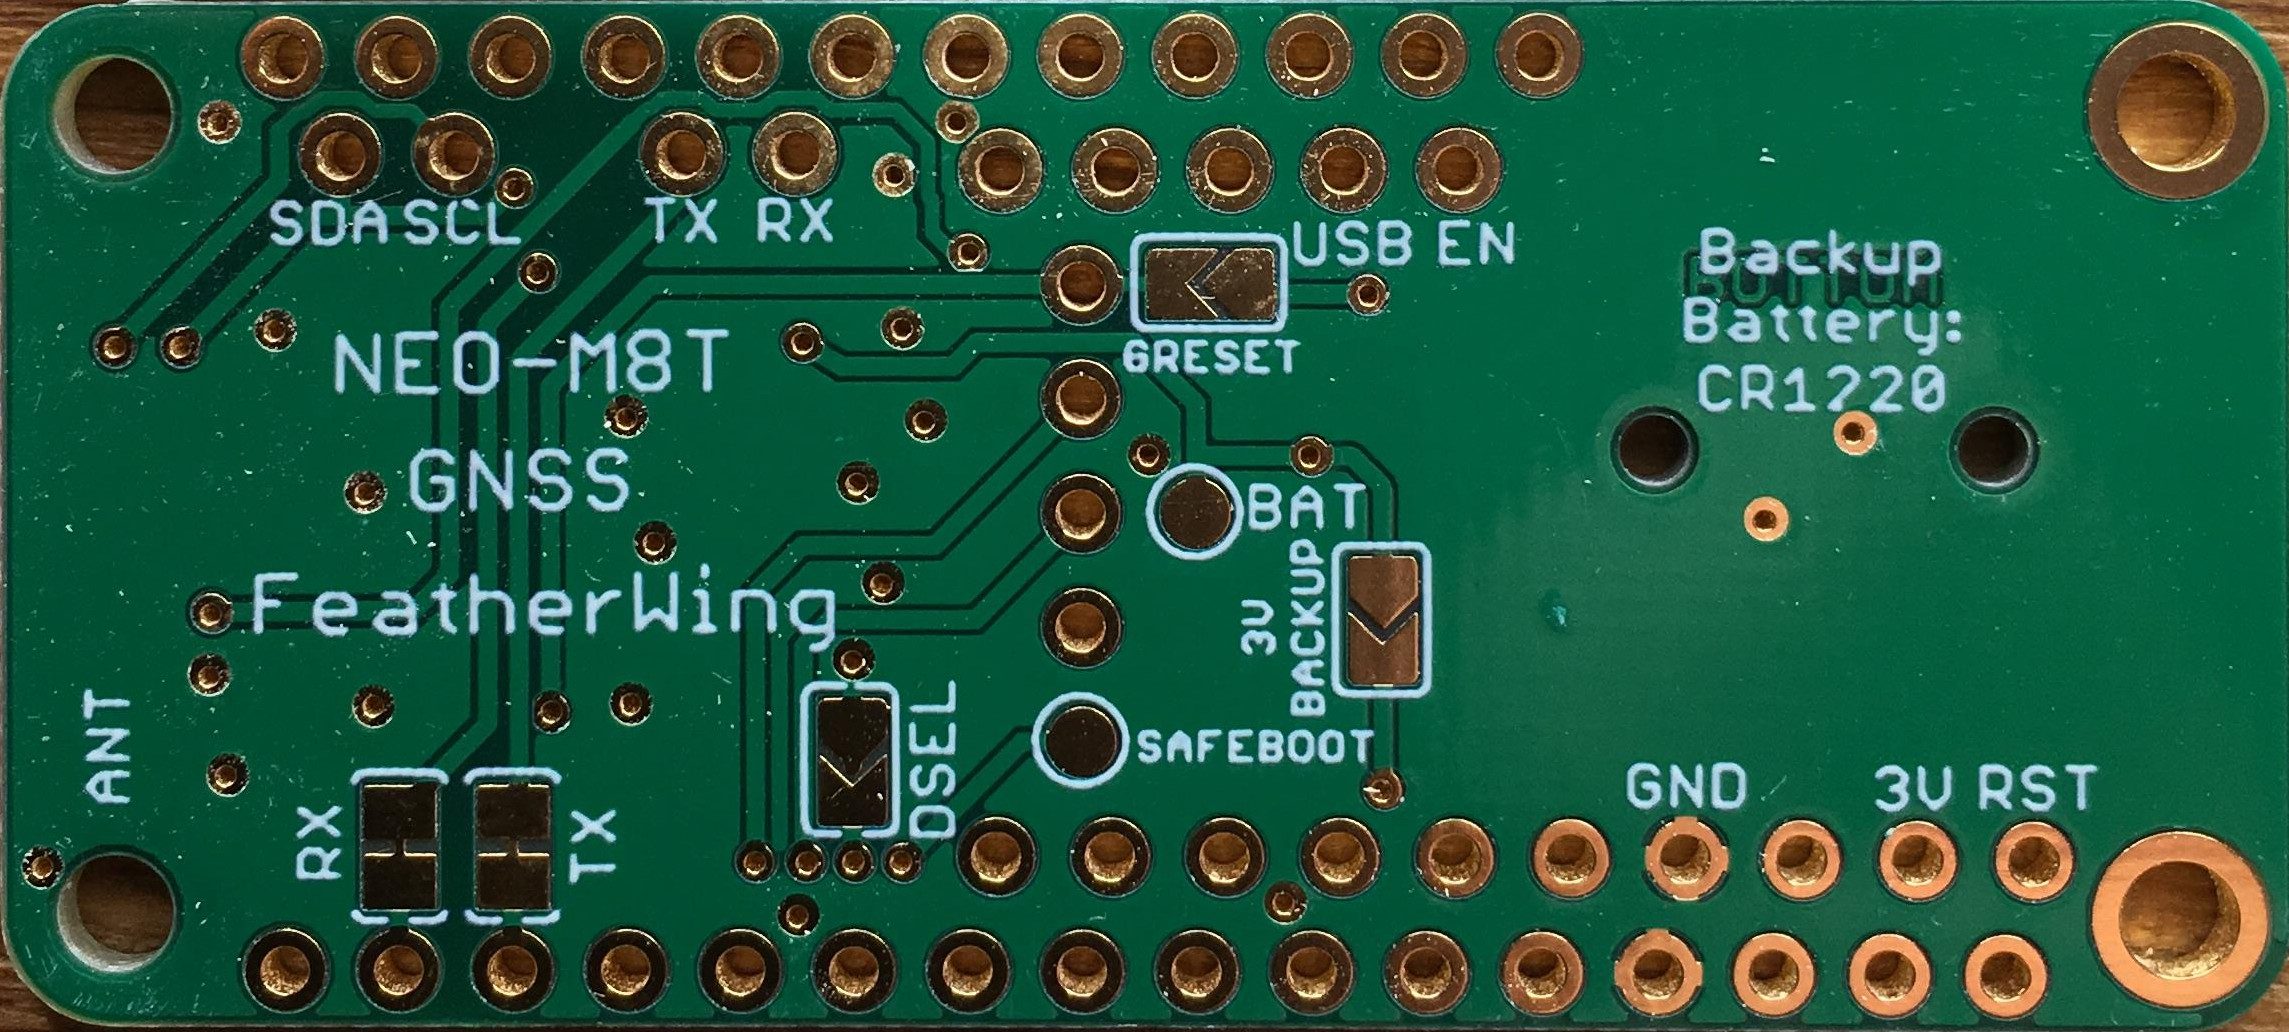 SDA SCL
TX RX
USB EN
NEO-M8T
GRESET
Backup
Battery:
CR1220
GNSS
BAT
FeatherWing
3V
BACKUP
ANT
DSEL
SAFEBOOT
RX
TX
GND
3V RST